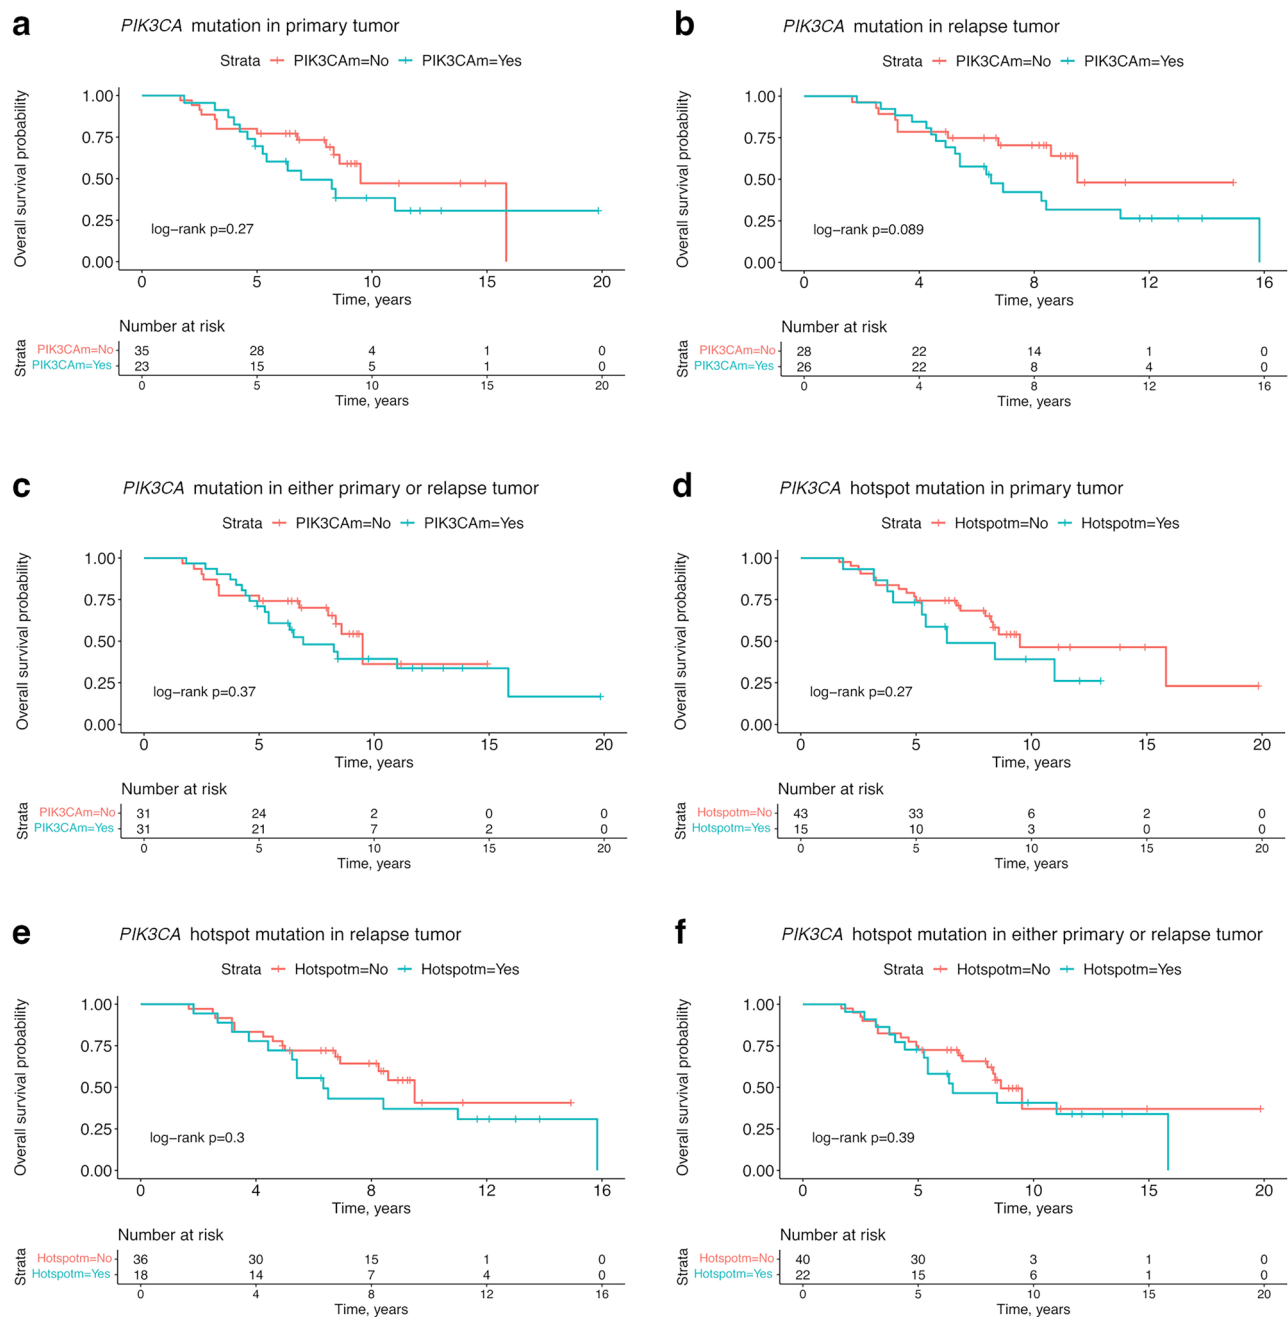 a
PIK3CA mutation in primary tumor
Strata PIK3CAm=No PIK3CAm=Yes
Overall survival probability
1.00
0.75
0.50
0.25
0.00
log-rank p=0.27
0 5 10 15 20
Time, years
Number at risk
Strata
PIK3CAm=No 35 28 4 1 0
PIK3CAm=Yes 23 15 5 1 0
0 5 10 15 20
Time, years
b
PIK3CA mutation in relapse tumor
Strata PIK3CAm=No PIK3CAm=Yes
Overall survival probability
1.00
0.75
0.50
0.25
0.00
log-rank p=0.089
0 4 8 12 16
Time, years
Number at risk
Strata
PIK3CAm=No 28 22 14 1 0
PIK3CAm=Yes 26 22 8 4 0
0 4 8 12 16
Time, years
c
PIK3CA mutation in either primary or relapse tumor
Strata PIK3CAm=No PIK3CAm=Yes
Overall survival probability
1.00
0.75
0.50
0.25
0.00
log-rank p=0.37
0 5 10 15 20
Time, years
Number at risk
Strata
PIK3CAm=No 31 24 2 0 0
PIK3CAm=Yes 31 21 7 2 0
0 5 10 15 20
Time, years
d
PIK3CA hotspot mutation in primary tumor
Strata Hotspotm=No Hotspotm=Yes
Overall survival probability
1.00
0.75
0.50
0.25
0.00
log-rank p=0.27
0 5 10 15 20
Time, years
Number at risk
Strata
Hotspotm=No 43 33 6 2 0
Hotspotm=Yes 15 10 3 0 0
0 5 10 15 20
Time, years
e
PIK3CA hotspot mutation in relapse tumor
Strata Hotspotm=No Hotspotm=Yes
Overall survival probability
1.00
0.75
0.50
0.25
0.00
log-rank p=0.3
0 4 8 12 16
Time, years
Number at risk
Strata
Hotspotm=No 36 30 15 1 0
Hotspotm=Yes 18 14 7 4 0
0 4 8 12 16
Time, years
f
PIK3CA hotspot mutation in either primary or relapse tumor
Strata Hotspotm=No Hotspotm=Yes
Overall survival probability
1.00
0.75
0.50
0.25
0.00
log-rank p=0.39
0 5 10 15 20
Time, years
Number at risk
Strata
Hotspotm=No 40 30 3 1 0
Hotspotm=Yes 22 15 6 1 0
0 5 10 15 20
Time, years